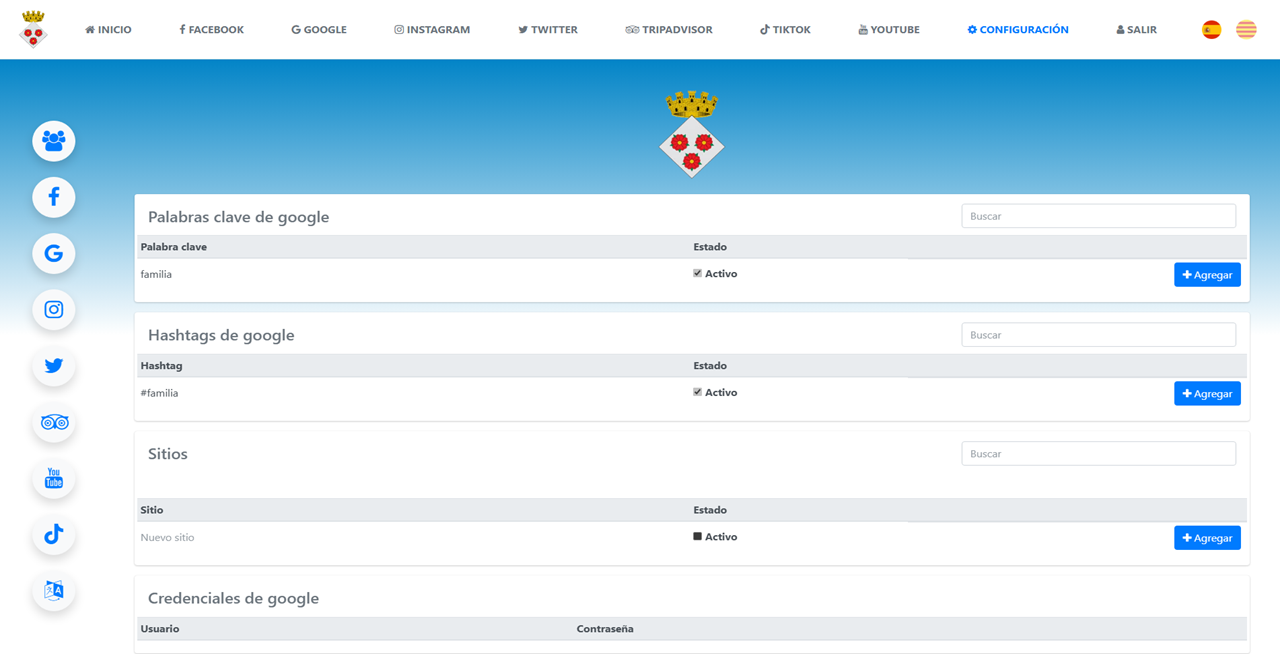 INICIO FACEBOOK GOOGLE INSTAGRAM TWITTER TRIPADVISOR TIKTOK YOUTUBE CONFIGURACIÓN SALIR
Palabras clave de google Buscar
Palabra clave Estado
familia Activo Agregar
Hashtags de google Buscar
Hashtag Estado
#familia Activo Agregar
Sitios Buscar
Sitio Estado
Nuevo sitio Activo Agregar
Credenciales de google
Usuario Contraseña
You
Tube